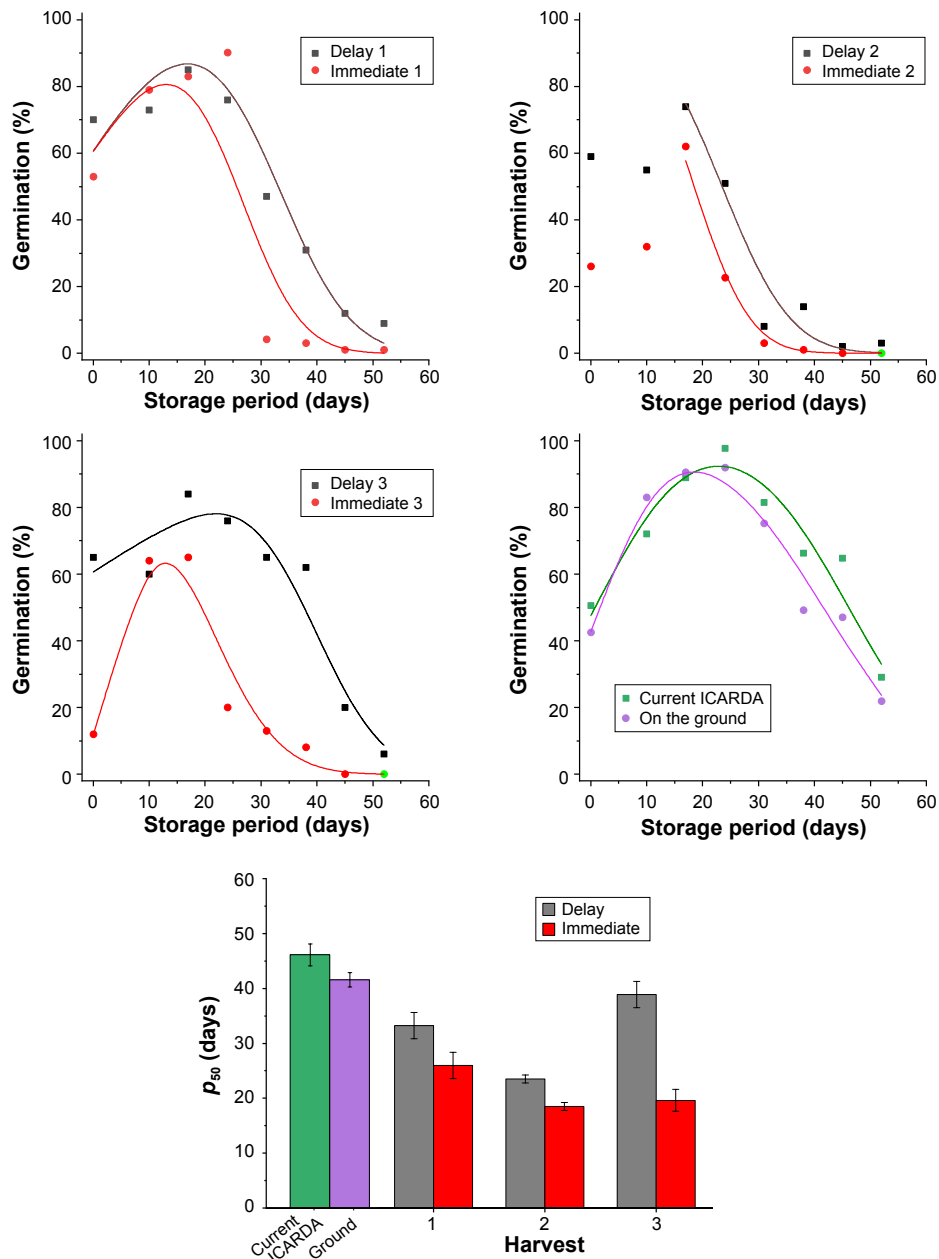 100
80
60
40
20
0
Germination (%)
Delay 1
Immediate 1
0 10 20 30 40 50 60
Storage period (days)
100
80
60
40
20
0
Germination (%)
Delay 2
Immediate 2
0 10 20 30 40 50 60
Storage period (days)
100
80
60
40
20
0
Germination (%)
Delay 3
Immediate 3
0 10 20 30 40 50 60
Storage period (days)
100
80
60
40
20
0
Germination (%)
Current ICARDA
On the ground
0 10 20 30 40 50 60
Storage period (days)
60
50
40
30
20
10
0
p50 (days)
Delay
Immediate
Current
ICARDA
Ground
1 2 3
Harvest